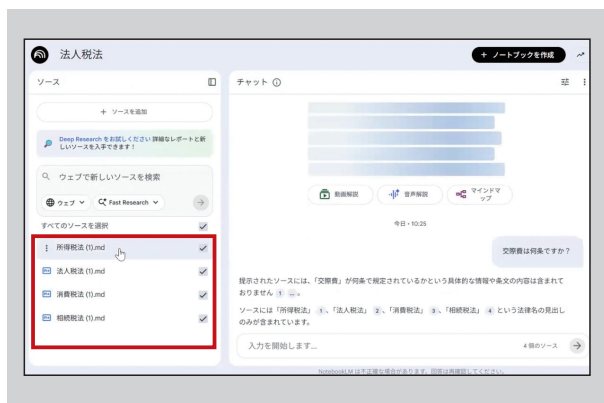 法人税法
＋ ノートブックを作成
ソース
＋ ソースを追加
Deep Research をお試しください 詳細なレポートと新
しいソースを入手できます！
ウェブで新しいソースを検索
ウェブ
Fast Research
すべてのソースを選択
所得税法 (1).md
法人税法 (1).md
消費税法 (1).md
相続税法 (1).md
チャット
動画解説
音声解説
マインドマ
ップ
今日・10:25
交際費は何条ですか？
提示されたソースには、「交際費」が何条で規定されているかという具体的な情報や条文の内容は含まれて
おりません 1 ...。
ソースには「所得税法」 1 、「法人税法」 2 、「消費税法」 3 、「相続税法」 4 という法律名の見出し
のみが含まれています。
入力を開始します...
4 個のソース
NotebookLM は不正確な場合があります。回答は再確認してください。